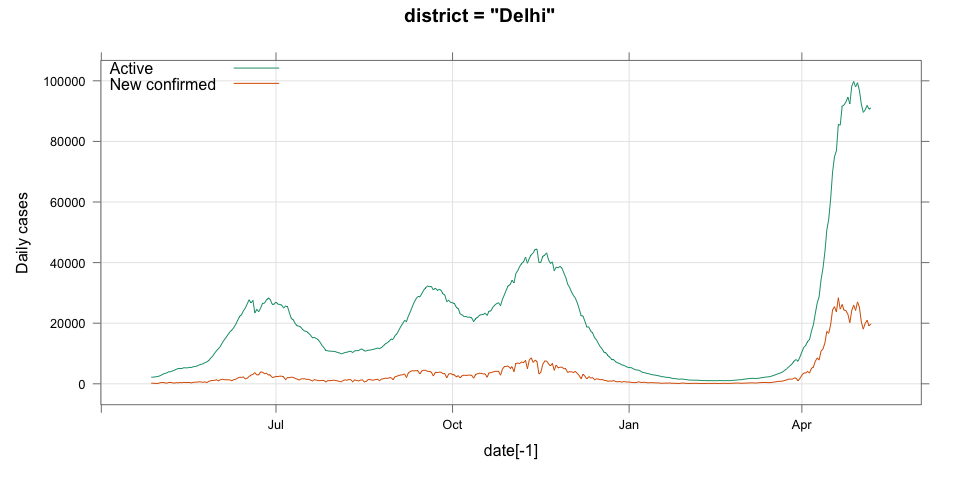 district = "Delhi"
Active
New confirmed
100000
80000
60000
40000
20000
0
Daily cases
Jul
Oct
Jan
Apr
date[-1]